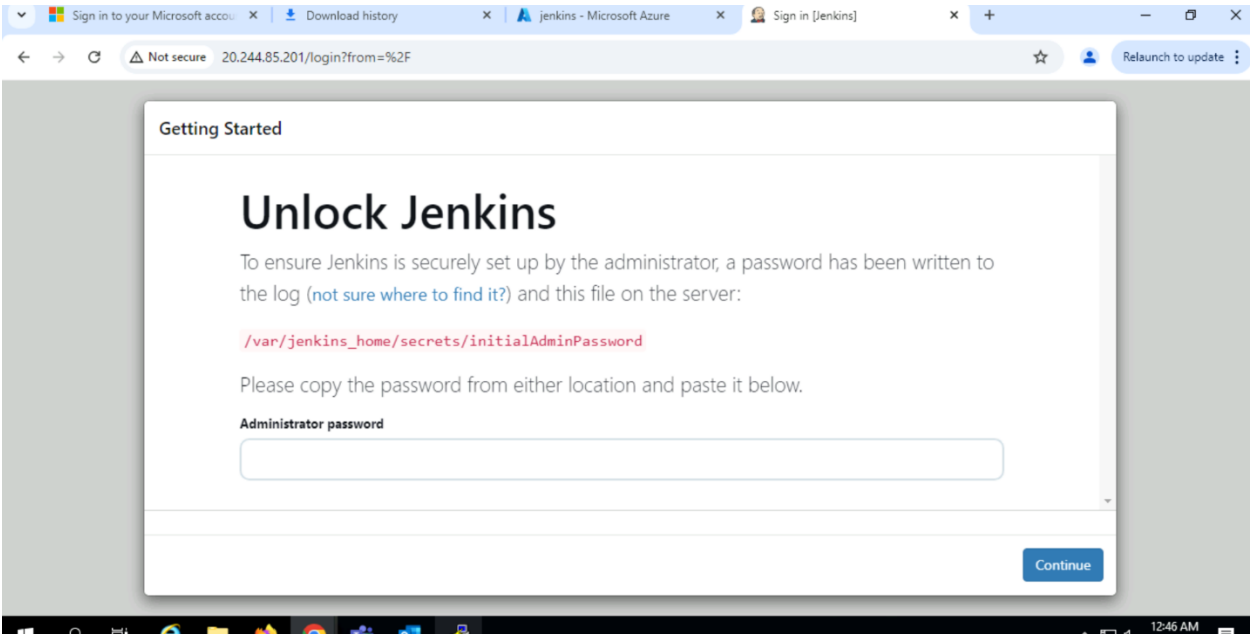 Sign in to your Microsoft accou
Download history
jenkins - Microsoft Azure
Sign in [Jenkins]
Not secure
20.244.85.201/login?from=%2F
Relaunch to update
Getting Started
Unlock Jenkins
To ensure Jenkins is securely set up by the administrator, a password has been written to
the log (not sure where to find it?) and this file on the server:
/var/jenkins_home/secrets/initialAdminPassword
Please copy the password from either location and paste it below.
Administrator password
Continue
12:46 AM